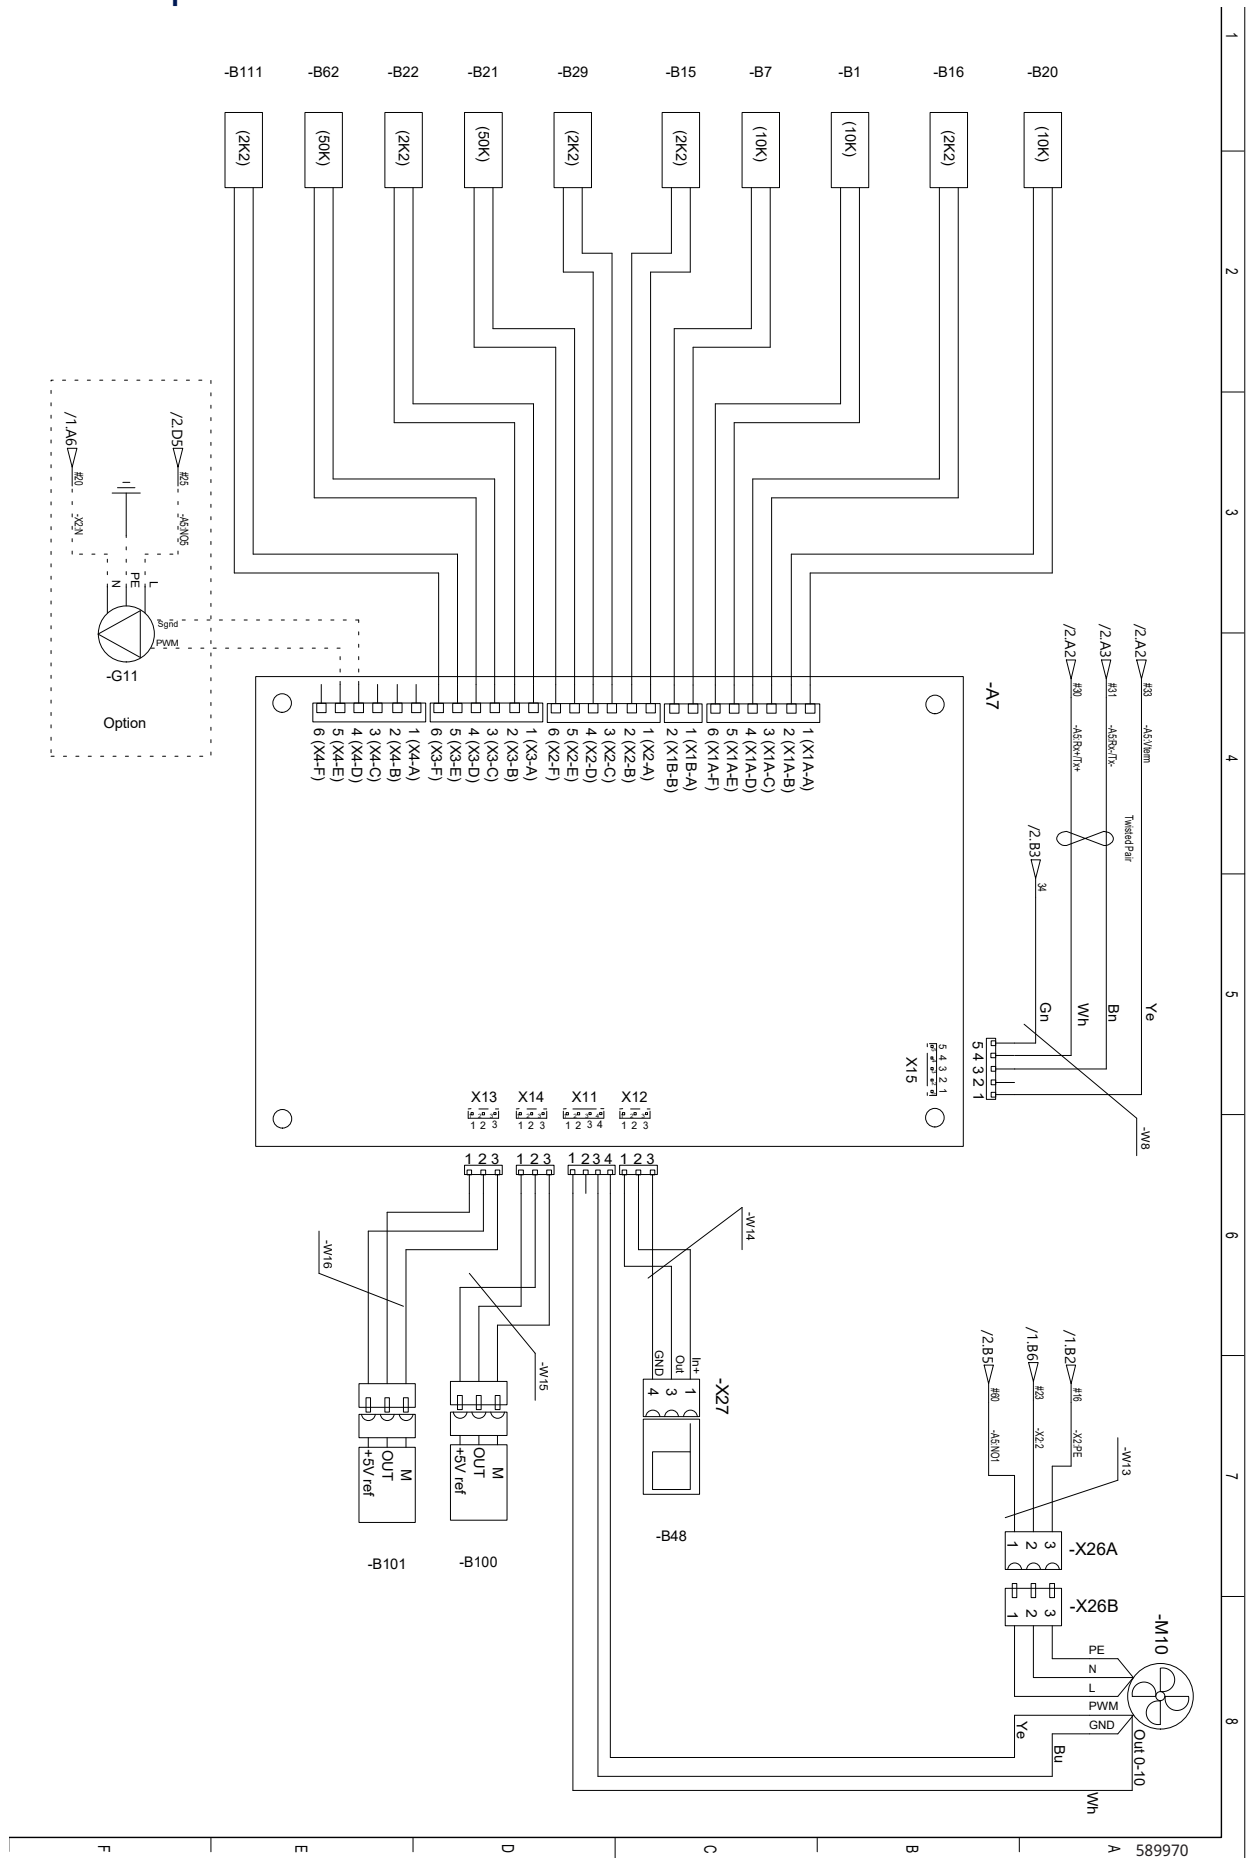 1
-B111
-B62
-B22
-B21
-B29
-B15
-B7
-B1
-B16
-B20
(2K2)
(50K)
(2K2)
(50K)
(2K2)
(2K2)
(10K)
(10K)
(2K2)
(10K)
2
/1.A6
/2.D5
#20
#25
-X2:N
-A5:NO5
3
N
PE
L
Sgnd
PWM
-G11
Option
/2.A2
/2.A3
/2.A2
#30
#31
#33
-A5:Rx+/Tx+
-A5:Rx-/Tx-
-A5:Vterm
-A7
6 (X4-F)
5 (X4-E)
4 (X4-D)
3 (X4-C)
2 (X4-B)
1 (X4-A)
6 (X3-F)
5 (X3-E)
4 (X3-D)
3 (X3-C)
2 (X3-B)
1 (X3-A)
6 (X2-F)
5 (X2-E)
4 (X2-D)
3 (X2-C)
2 (X2-B)
1 (X2-A)
2 (X1B-B)
1 (X1B-A)
6 (X1A-F)
5 (X1A-E)
4 (X1A-D)
3 (X1A-C)
2 (X1A-B)
1 (X1A-A)
4
Twisted Pair
/2.B3
34
5
Gn
Wh
Bn
Ye
5 4 3 2 1
X15
5 4 3 2 1
-W8
X13
X14
X11
X12
1 2 3
1 2 3
1 2 3 4
1 2 3
1 2 3
1 2 3
1 2 3 4
1 2 3
6
-W16
-W15
-W14
GND
Out
In+
4 3 1
-X27
/2.B5
/1.B6
/1.B2
#60
#23
#16
-A5:NO1
-X2:2
-X2:PE
-W13
7
+5V ref
OUT
M
+5V ref
OUT
M
-B101
-B100
-B48
1 2 3
-X26A
1 2 3
-X26B
-M10
PE
N
L
PWM
GND
Out 0-10
Ye
Bu
Wh
8
F
E
D
C
B
A
589970